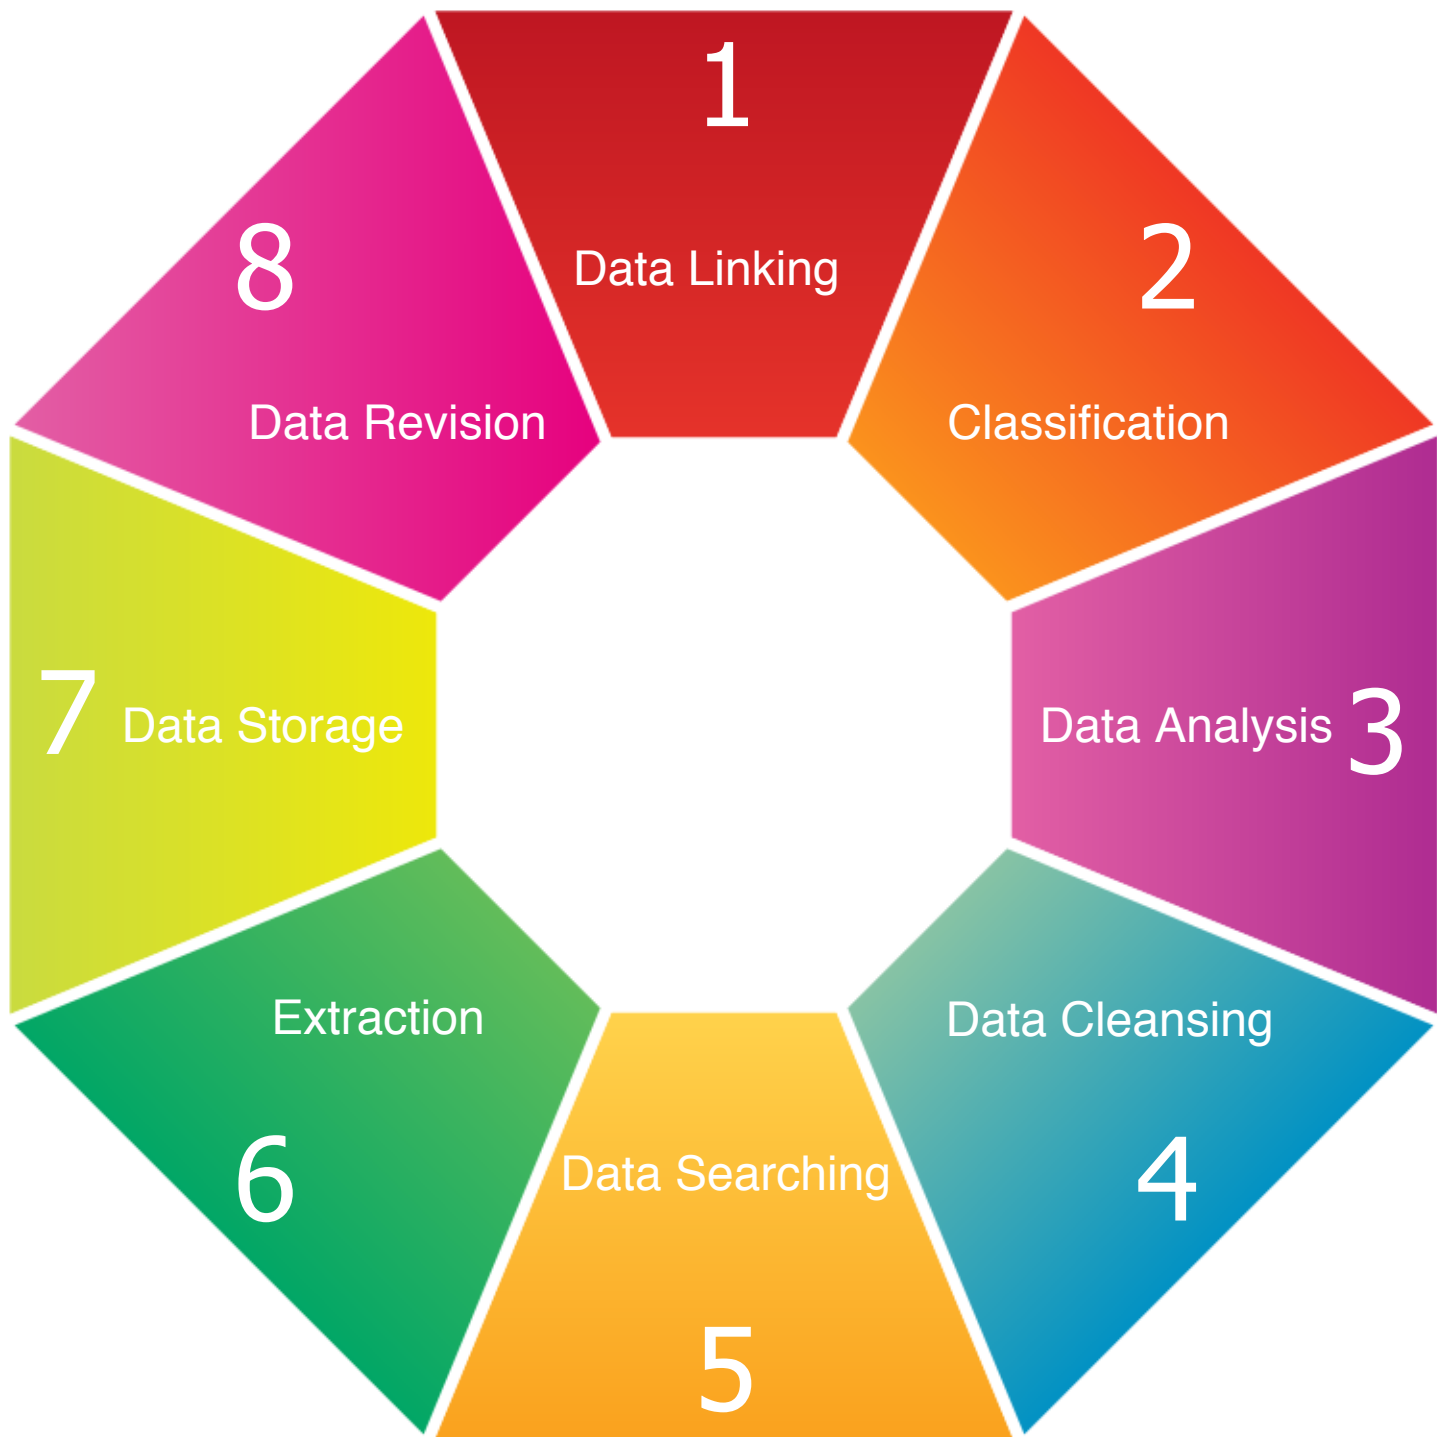 1
Data Linking
2
Classification
3
Data Analysis
4
Data Cleansing
5
Data Searching
6
Extraction
7
Data Storage
8
Data Revision